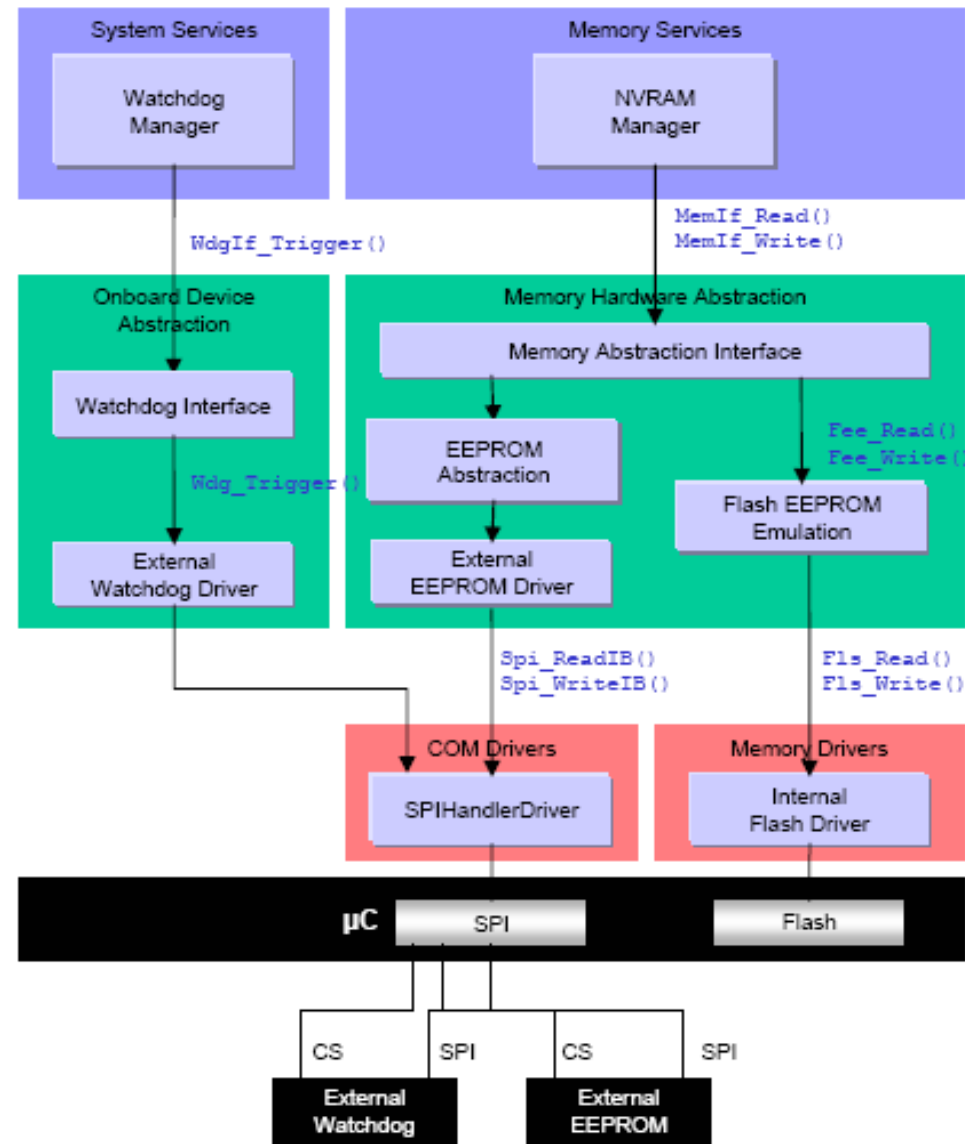 System Services
Memory Services
Watchdog
Manager
NVRAM
Manager
WdgIf_Trigger()
MemIf_Read()
MemIf_Write()
Onboard Device
Abstraction
Memory Hardware Abstraction
Memory Abstraction Interface
Watchdog Interface
EEPROM
Abstraction
Fee_Read()
Fee_Write()
Wdg_Trigger()
Flash EEPROM
Emulation
External
Watchdog Driver
External
EEPROM Driver
Spi_ReadIB()
Spi_WriteIB()
Fls_Read()
Fls_Write()
COM Drivers
Memory Drivers
SPIHandlerDriver
Internal
Flash Driver
µC
SPI
Flash
CS
SPI
CS
SPI
External
Watchdog
External
EEPROM